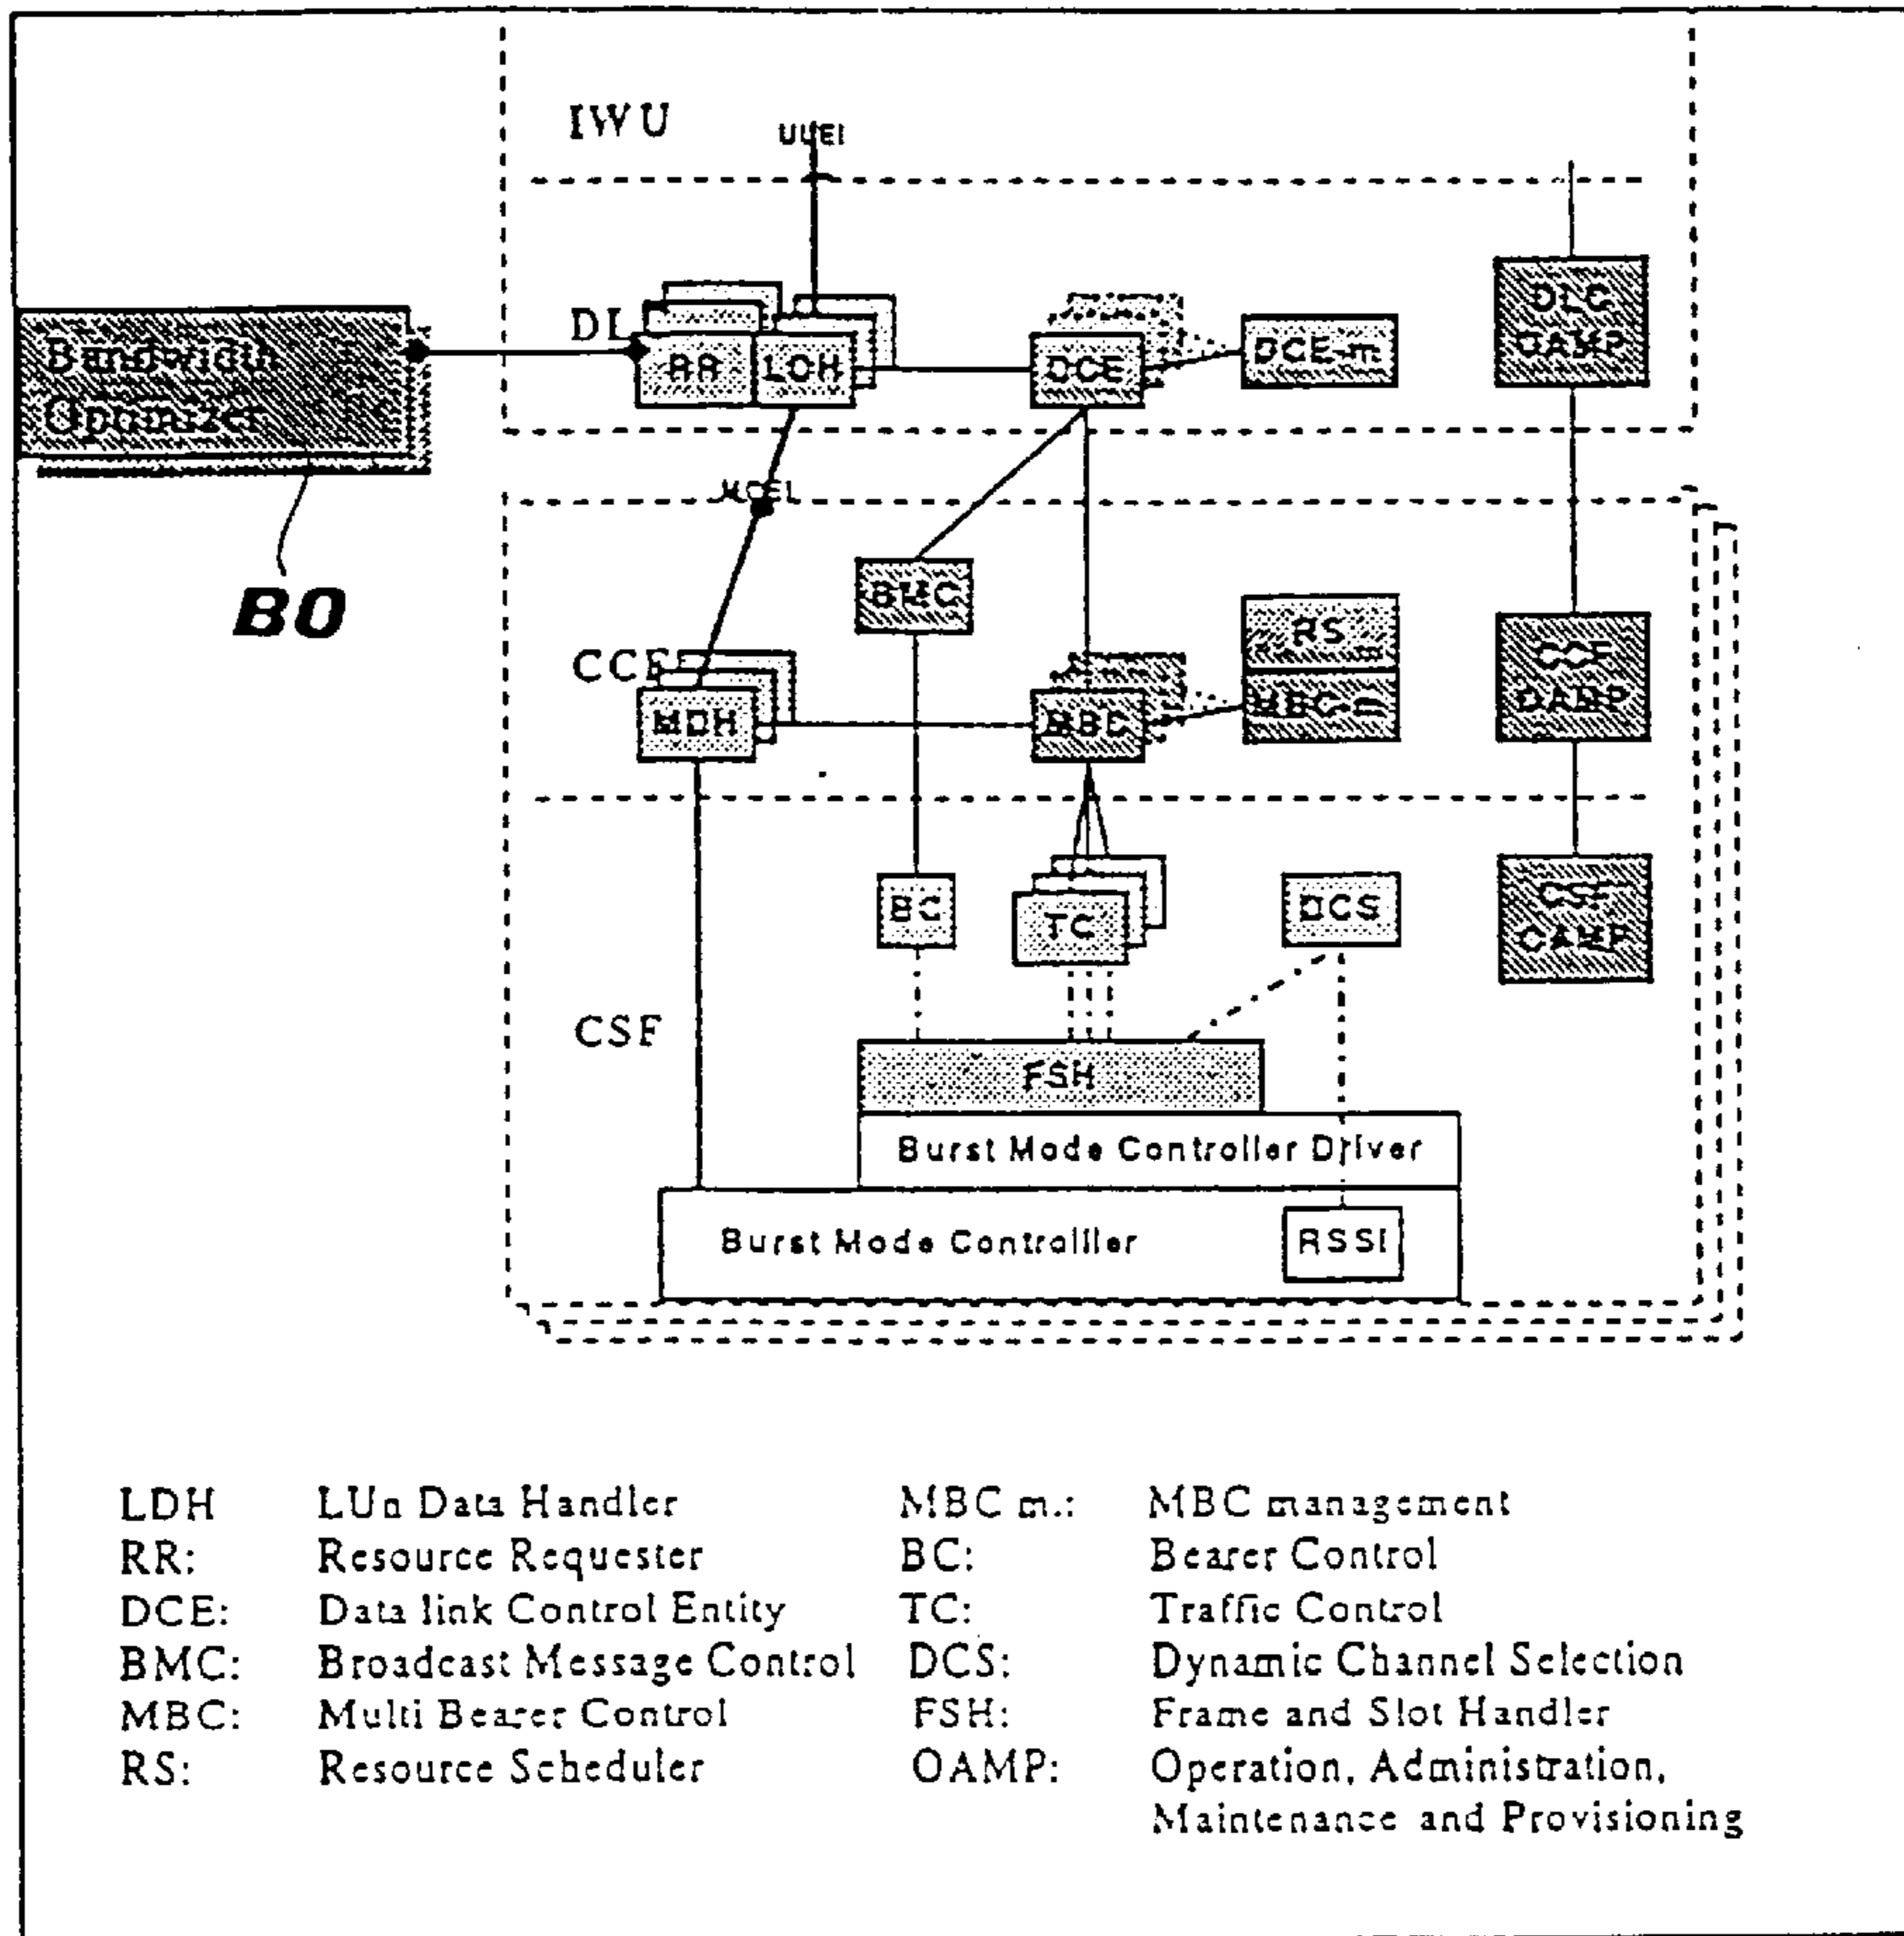 IWU
DL
Bandwidth
RR LDH DCE DCE-m
DLC
OAMP
BO
BMC
RS
CCF
MDH MBC MBC-m
CCF
OAMP
BC TC DCS
CSF
OAMP
CSF
FSH
Burst Mode Controller Driver
Burst Mode Controlller RSSI
LDH LUn Data Handler MBC m.: MBC management
RR: Resource Requester BC: Bearer Control
DCE: Data link Control Entity TC: Traffic Control
BMC: Broadcast Message Control DCS: Dynamic Channel Selection
MBC: Multi Bearer Control FSH: Frame and Slot Handler
RS: Resource Scheduler OAMP: Operation, Administration,
Maintenance and Provisioning